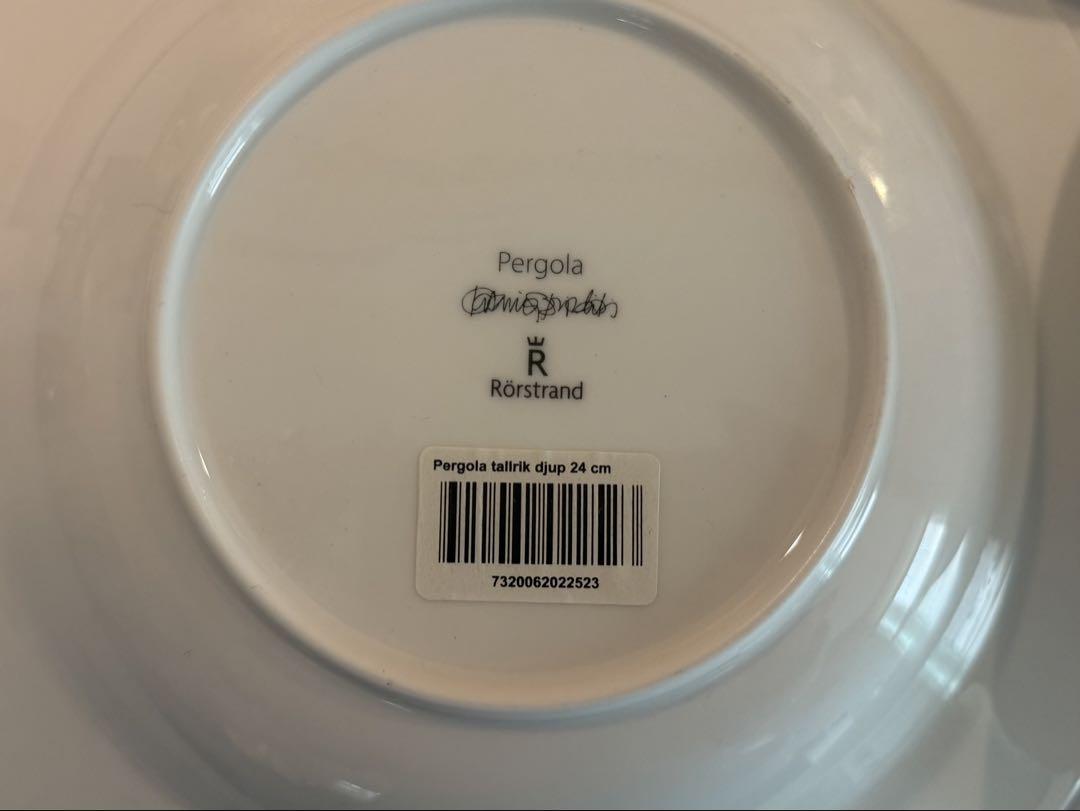 Pergola
R
Rörstrand
Pergola tallrik djup 24 cm
7320062022523